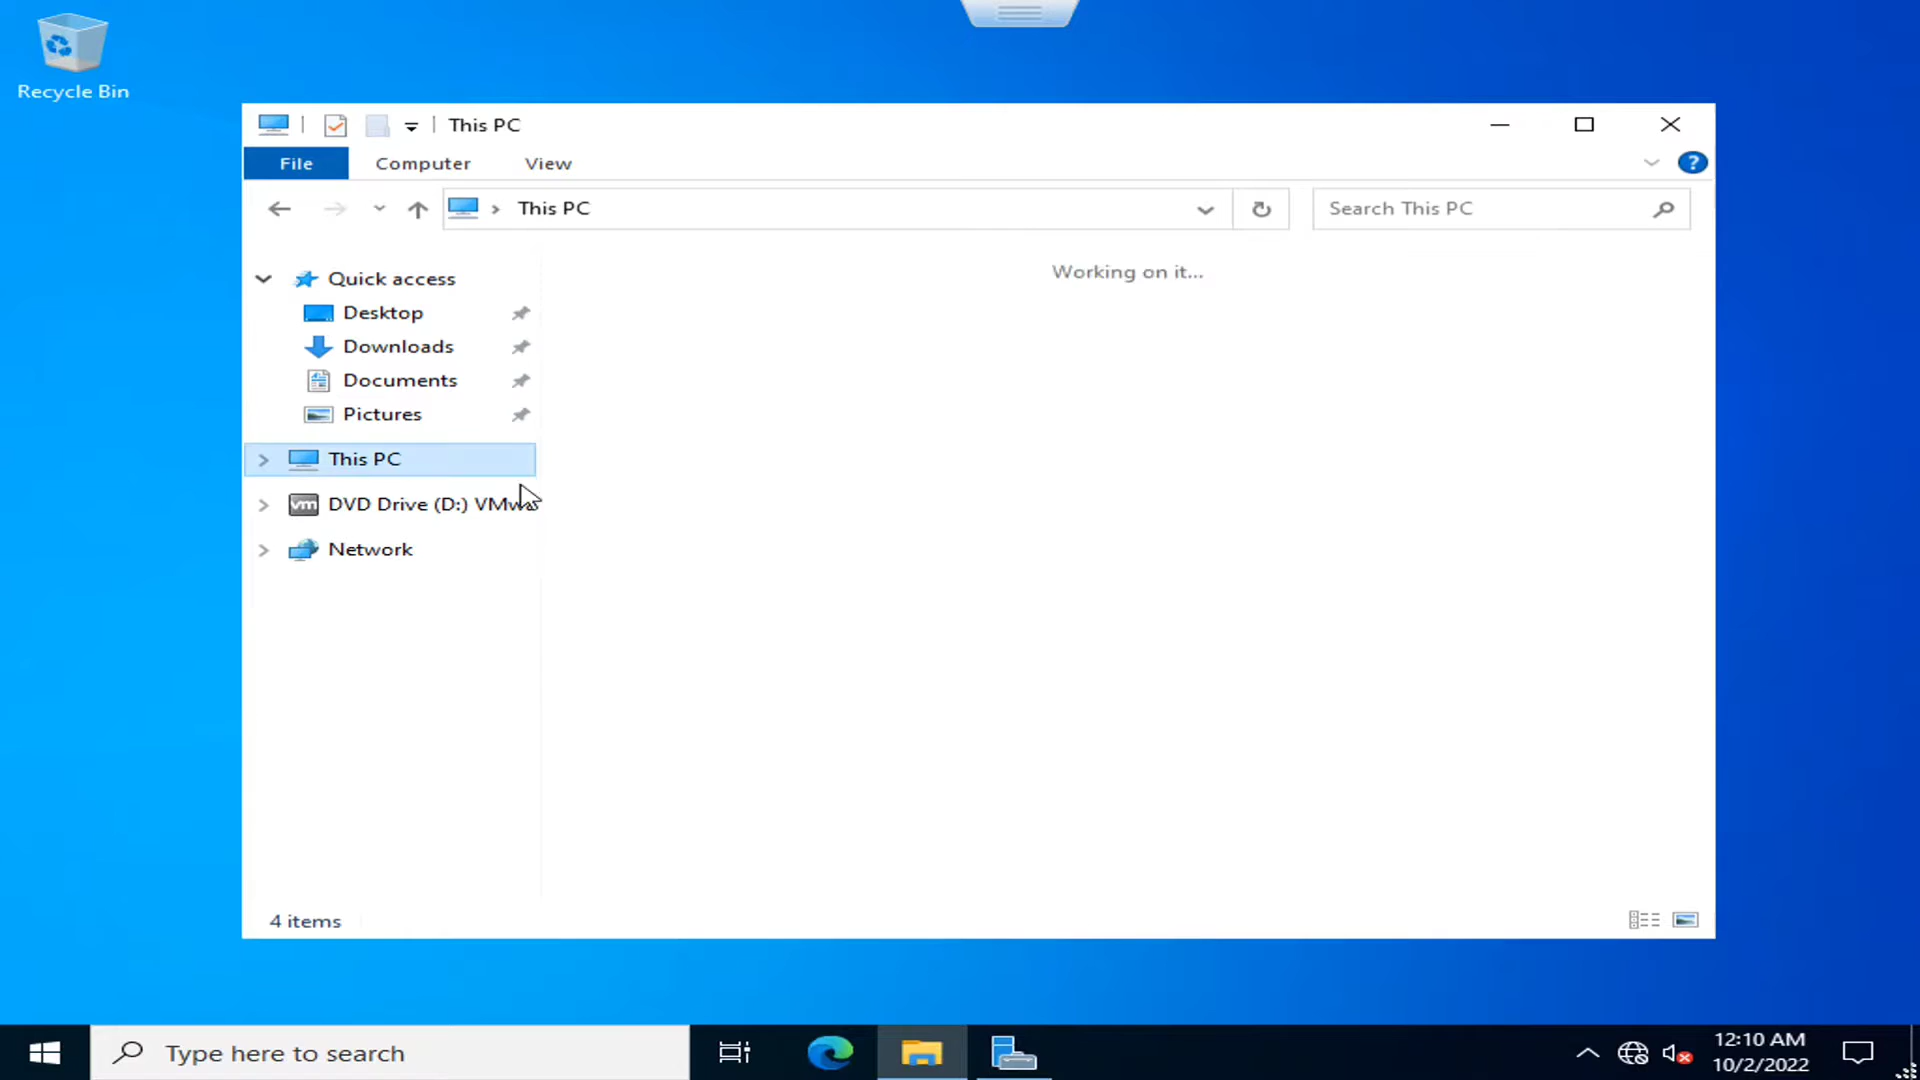 Recycle Bin
This PC
File Computer View
This PC
Search This PC
Quick access
Working on it...
Desktop
Downloads
Documents
Pictures
This PC
vm DVD Drive (D:)
Network
4 items
Type here to search
12:10 AM
10/2/2022